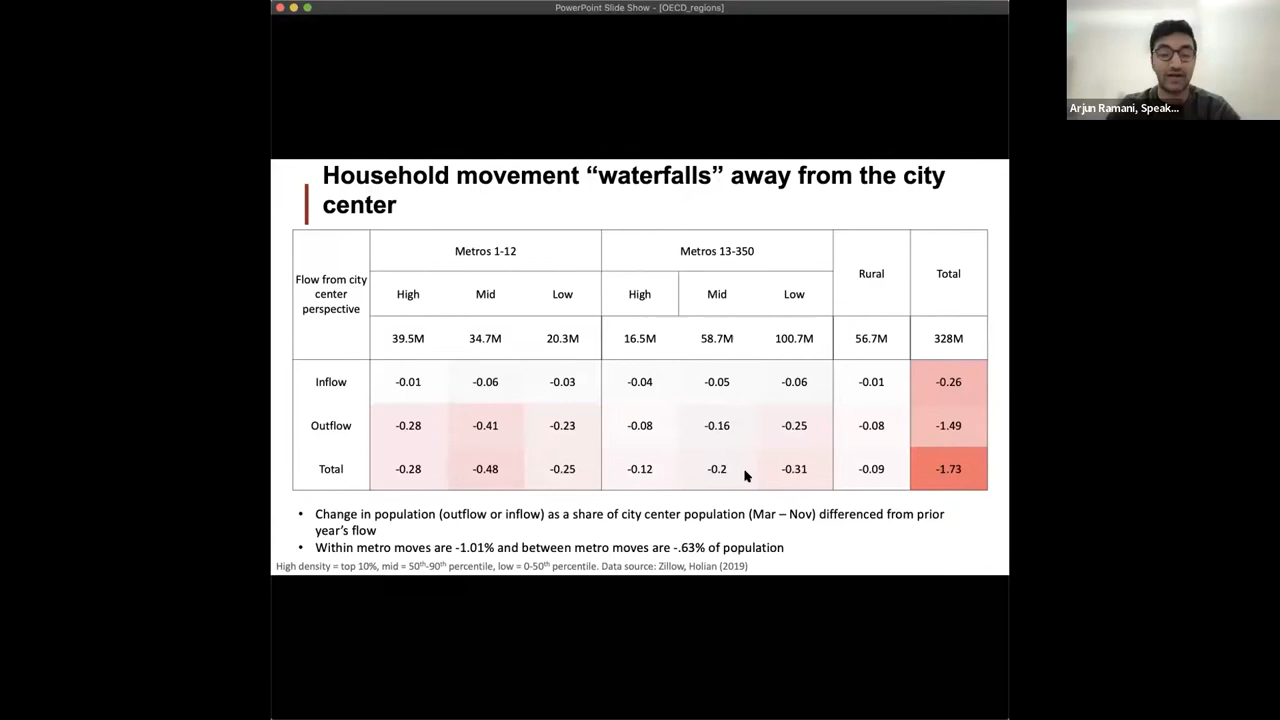 PowerPoint Slide Show - [OECD_regions]
Arjun Ramani, Speak...
Household movement “waterfalls” away from the city
center
Flow from city
center
perspective
Metros 1-12
Metros 13-350
Rural
Total
High
Mid
Low
High
Mid
Low
39.5M
34.7M
20.3M
16.5M
58.7M
100.7M
56.7M
328M
Inflow
-0.01
-0.06
-0.03
-0.04
-0.05
-0.06
-0.01
-0.26
Outflow
-0.28
-0.41
-0.23
-0.08
-0.16
-0.25
-0.08
-1.49
Total
-0.28
-0.48
-0.25
-0.12
-0.2
-0.31
-0.09
-1.73
• Change in population (outflow or inflow) as a share of city center population (Mar – Nov) differenced from prior
year’s flow
• Within metro moves are -1.01% and between metro moves are -.63% of population
High density = top 10%, mid = 50th-90th percentile, low = 0-50th percentile. Data source: Zillow, Holian (2019)